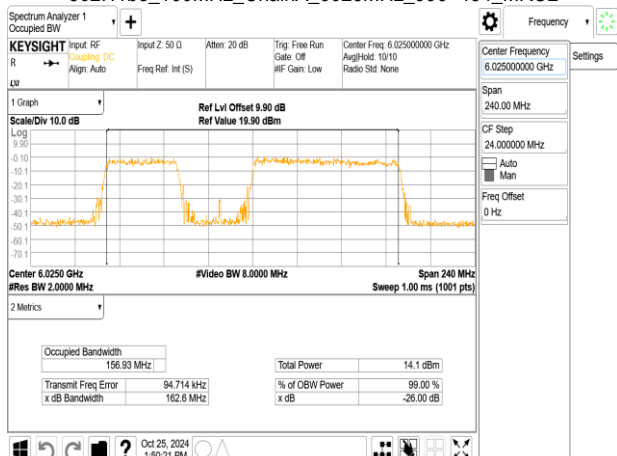 Spectrum Analyzer 1
Occupied BW
+
Frequency
KEYSIGHT
R
LXI
Input: RF
Coupling: DC
Align: Auto
Input Z: 50 Ω
Freq Ref: Int (S)
Atten: 20 dB
Trig: Free Run
Gate: Off
#IF Gain: Low
Center Freq: 6.025000000 GHz
Avg|Hold: 10/10
Radio Std: None
Center Frequency
6.025000000 GHz
Settings
Span
240.00 MHz
CF Step
24.000000 MHz
Auto
Man
Freq Offset
0 Hz
1 Graph
Scale/Div 10.0 dB
Ref Lvl Offset 9.90 dB
Ref Value 19.90 dBm
Log
9.90
-0.10
-10.1
-20.1
-30.1
-40.1
-50.1
-60.1
-70.1
Center 6.0250 GHz
#Video BW 8.0000 MHz
Span 240 MHz
#Res BW 2.0000 MHz
Sweep 1.00 ms (1001 pts)
2 Metrics
Occupied Bandwidth
156.93 MHz
Total Power 14.1 dBm
Transmit Freq Error 94.714 kHz
% of OBW Power 99.00 %
x dB Bandwidth 162.6 MHz
x dB -26.00 dB
?
Oct 25, 2024
1:50:21 PM